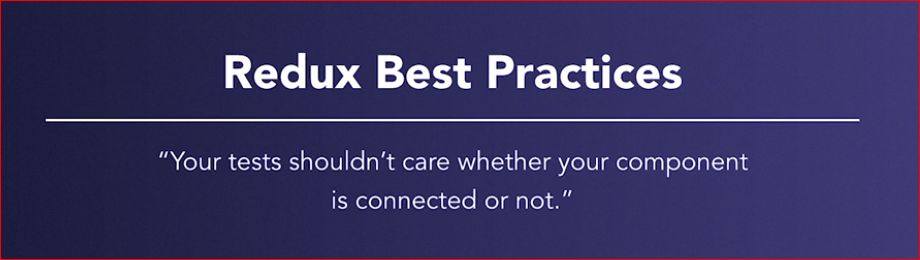 Redux Best Practices
“Your tests shouldn’t care whether your component
is connected or not.”